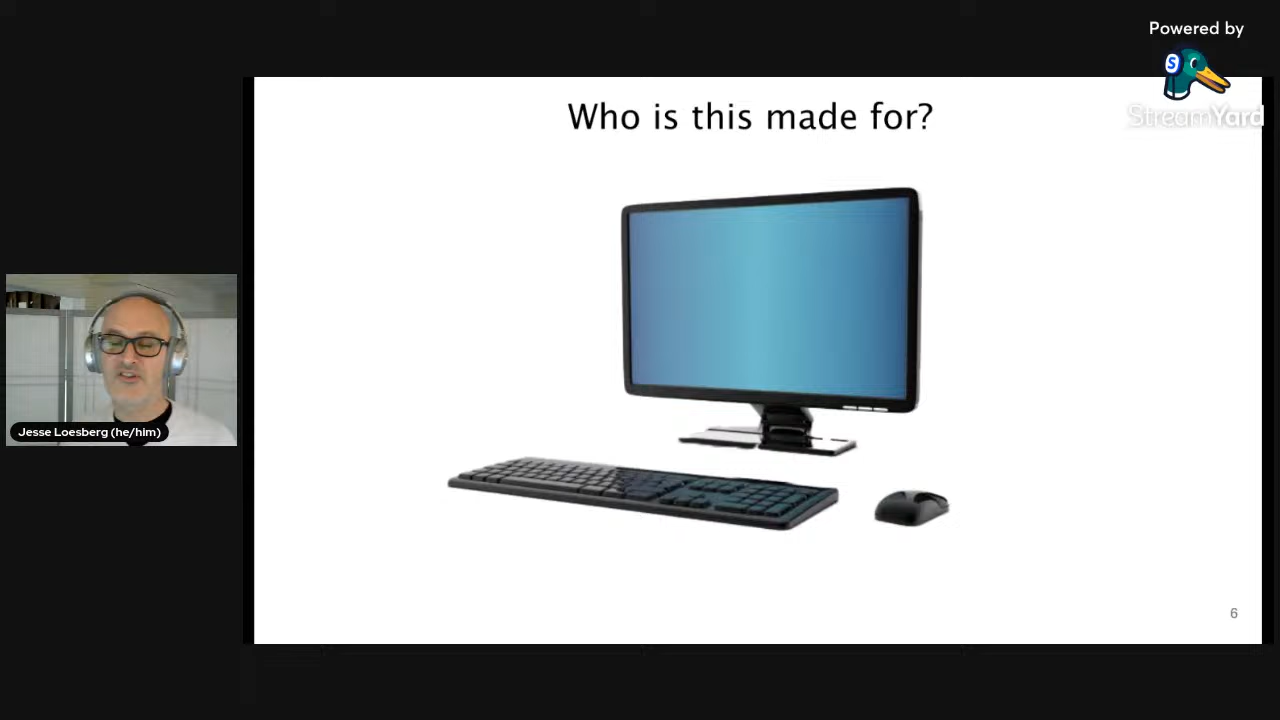 Powered by
S
StreamYard
Who is this made for?
Jesse Loesberg (he/him)
6